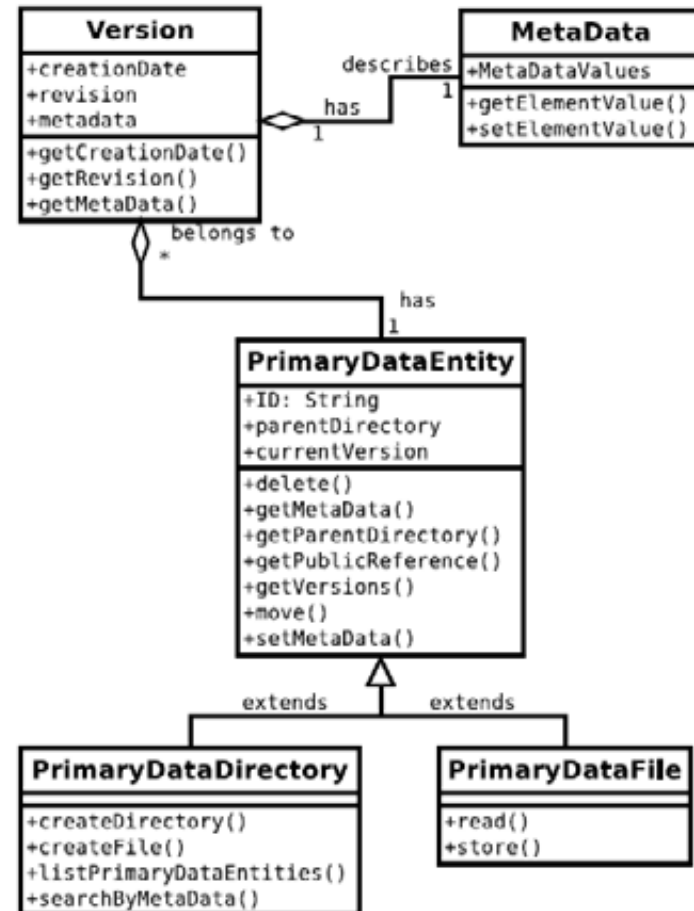 Version
+creationDate
+revision
+metadata
+getCreationDate()
+getRevision()
+getMetaData()
MetaData
+MetaDataValues
+getElementValue()
+setElementValue()
describes
1
has
1
belongs to
*
has
1
PrimaryDataEntity
+ID: String
+parentDirectory
+currentVersion
+delete()
+getMetaData()
+getParentDirectory()
+getPublicReference()
+getVersions()
+move()
+setMetaData()
extends
extends
PrimaryDataDirectory
+createDirectory()
+createFile()
+listPrimaryDataEntities()
+searchByMetaData()
PrimaryDataFile
+read()
+store()